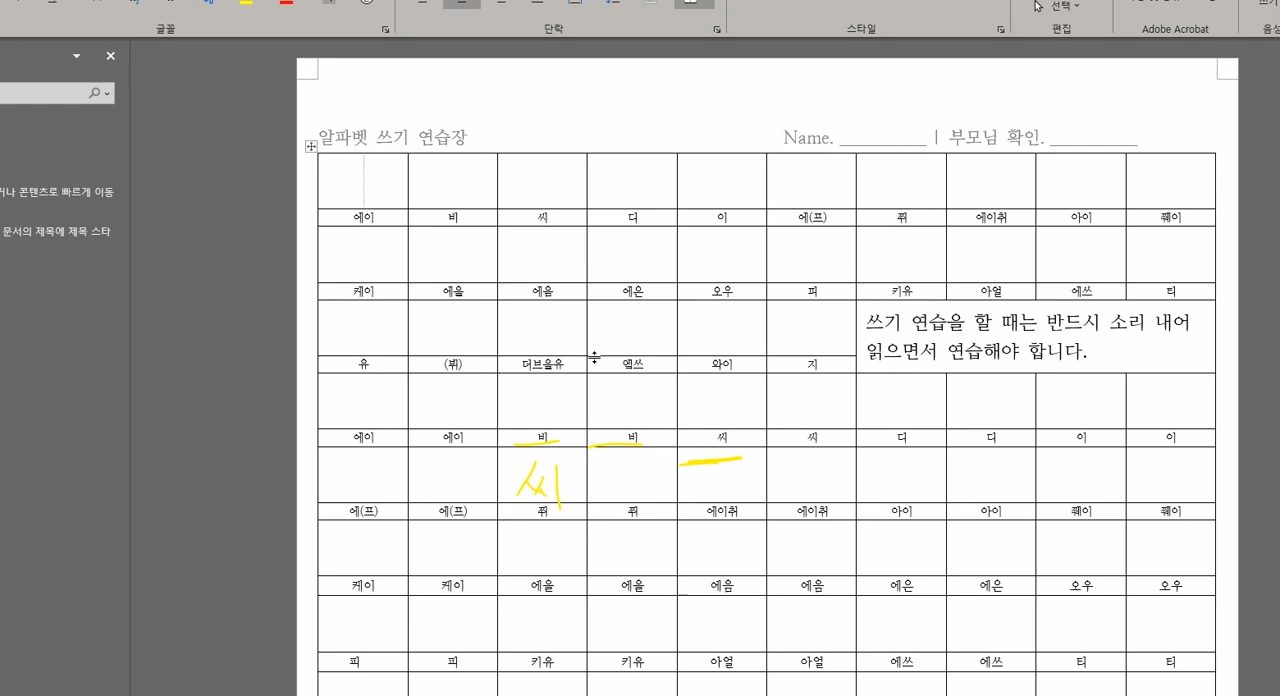 선택
글꼴
단락
스타일
편집
Adobe Acrobat
음성
거나 콘텐츠로 빠르게 이동
문서의 제목에 제목 스타
알파벳 쓰기 연습장 Name. __________ | 부모님 확인. __________
에이 비 씨 디 이 에(프) 쥐 에이취 아이 줴이
케이 에을 에음 에은 오우 피 키유 아얼 에쓰 티
쓰기 연습을 할 때는 반드시 소리 내어
읽으면서 연습해야 합니다.
유 (뷔) 더브을유 엡쓰 와이 지
에이 에이 비 비 씨 씨 디 디 이 이
씨
에(프) 에(프) 쥐 쥐 에이취 에이취 아이 아이 줴이 줴이
케이 케이 에을 에을 에음 에음 에은 에은 오우 오우
피 피 키유 키유 아얼 아얼 에쓰 에쓰 티 티